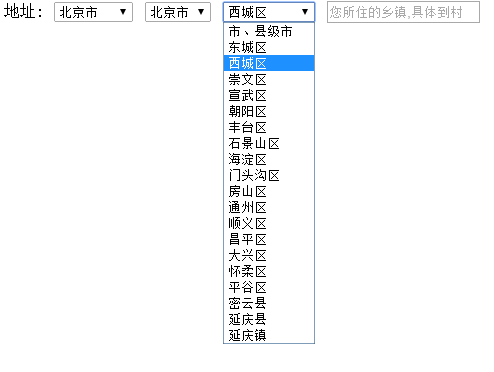 地址： 北京市 北京市 西城区 您所住的乡镇,具体到村
市、县级市
东城区
西城区
崇文区
宣武区
朝阳区
丰台区
石景山区
海淀区
门头沟区
房山区
通州区
顺义区
昌平区
大兴区
怀柔区
平谷区
密云县
延庆县
延庆镇